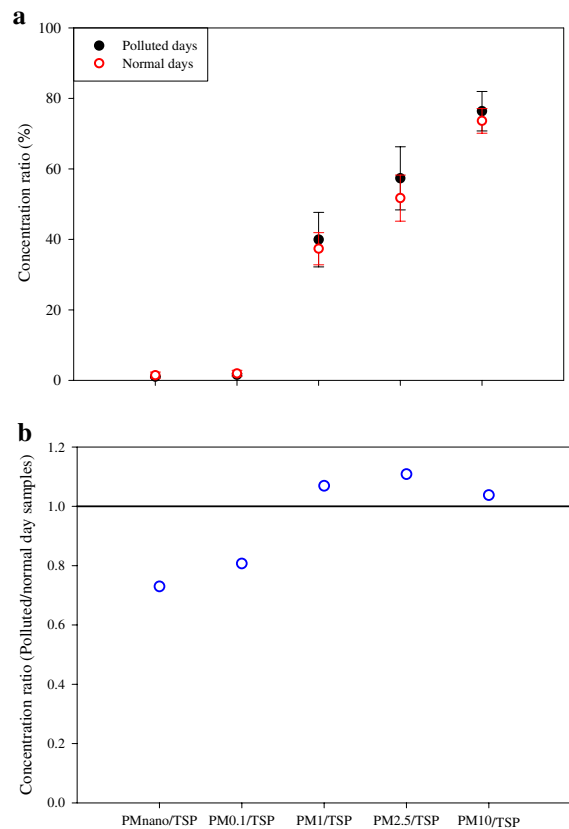 a
100
80
60
40
20
0
Concentration ratio (%)
Polluted days
Normal days
b
1.2
1.0
0.8
0.6
0.4
0.2
0.0
Concentration ratio (Polluted/normal day samples)
PMnano/TSP PM0.1/TSP PM1/TSP PM2.5/TSP PM10/TSP